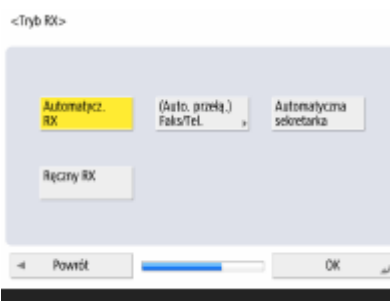 <Tryb RX>
Automatycz.
RX
(Auto. przełą.)
Faks/Tel.
Automatyczna
sekretarka
Ręczny RX
Powrót
OK